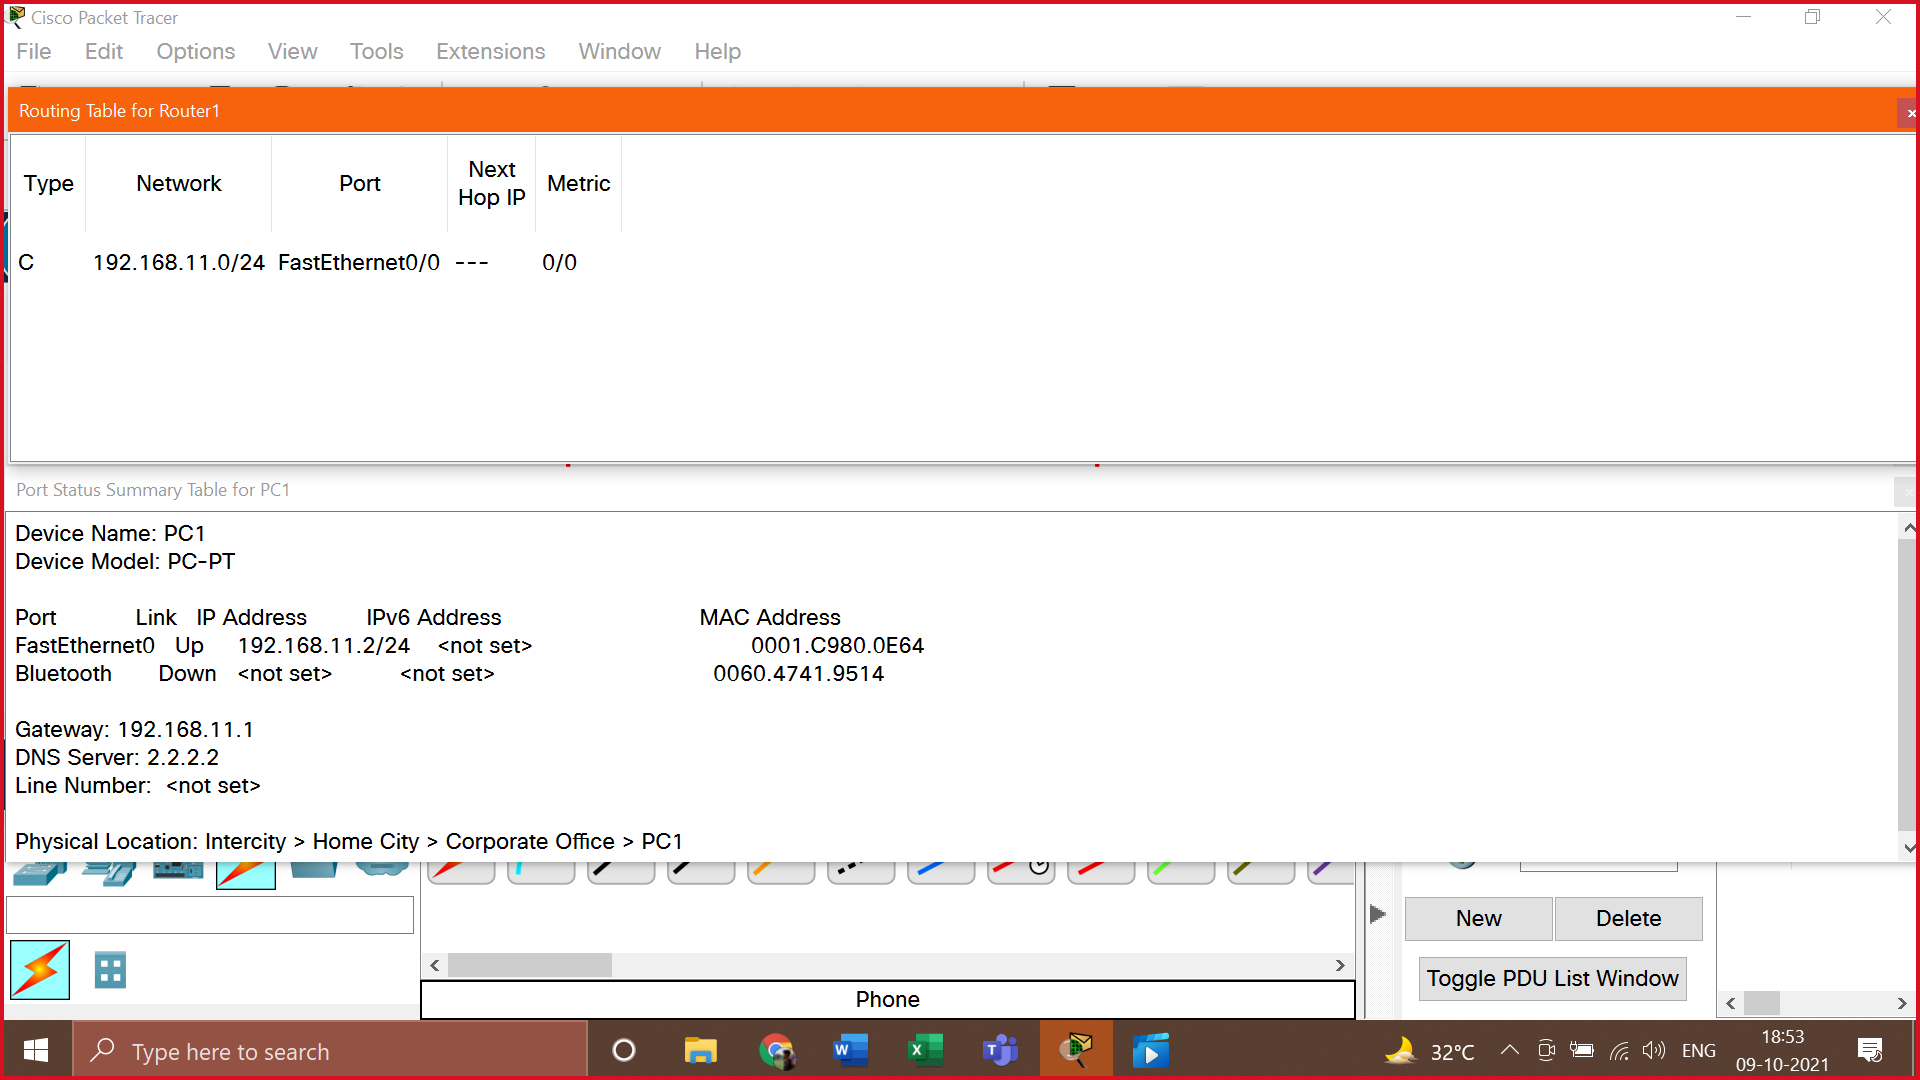 Cisco Packet Tracer
File Edit Options View Tools Extensions Window Help
Routing Table for Router1
Type Network Port Next Hop IP Metric
C 192.168.11.0/24 FastEthernet0/0 --- 0/0
Port Status Summary Table for PC1
Device Name: PC1
Device Model: PC-PT
Port Link IP Address IPv6 Address MAC Address
FastEthernet0 Up 192.168.11.2/24 <not set> 0001.C980.0E64
Bluetooth Down <not set> <not set> 0060.4741.9514
Gateway: 192.168.11.1
DNS Server: 2.2.2.2
Line Number: <not set>
Physical Location: Intercity > Home City > Corporate Office > PC1
New Delete
Toggle PDU List Window
Phone
Type here to search
32°C ENG
18:53
09-10-2021